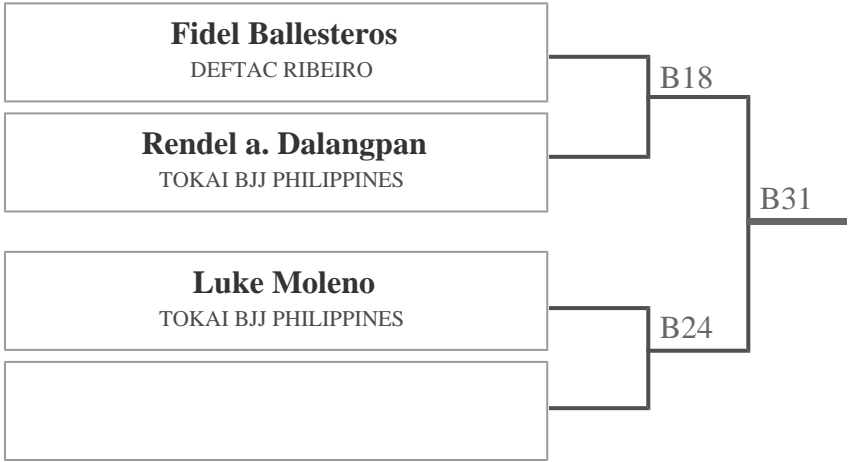 Fidel Ballesteros
DEFTAC RIBEIRO
B18
Rendel a. Dalangpan
TOKAI BJJ PHILIPPINES
B31
Luke Moleno
TOKAI BJJ PHILIPPINES
B24